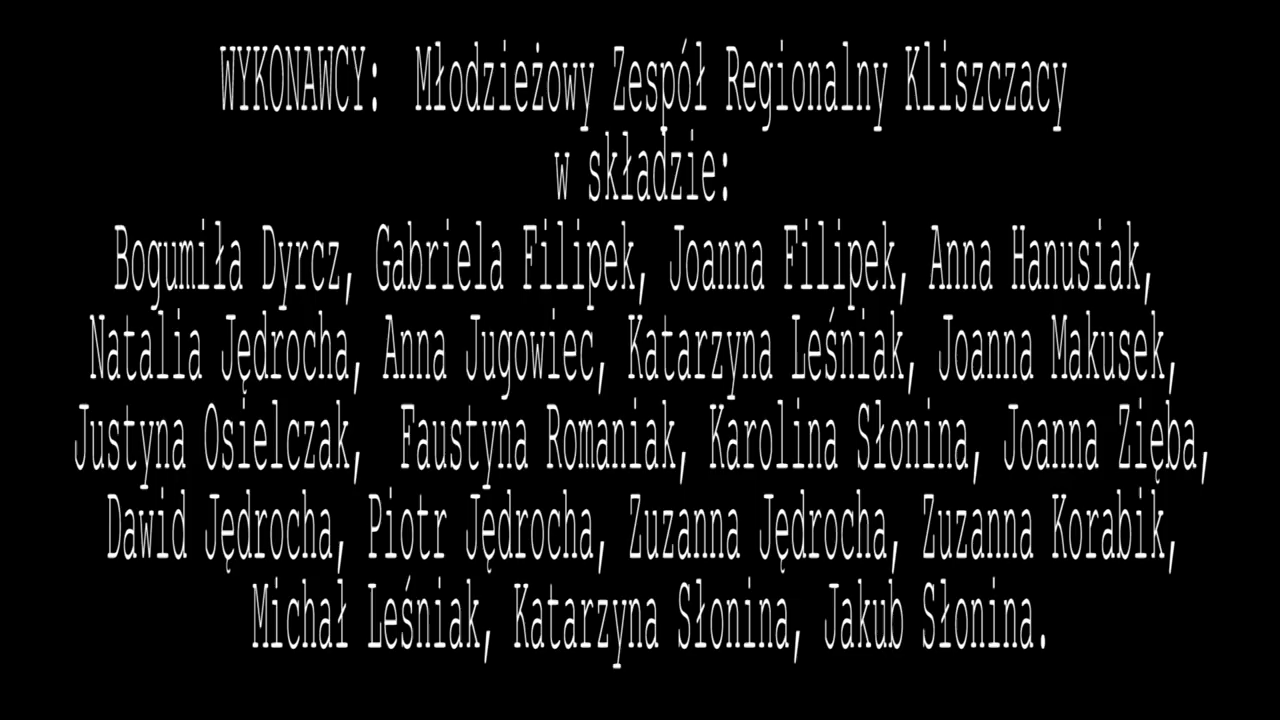 WYKONAWCY: Młodzieżowy Zespół Regionalny Kliszczacy
w składzie:
Bogumiła Dyrcz, Gabriela Filipek, Joanna Filipek, Anna Hanusiak,
Natalia Jędrocha, Anna Jugowiec, Katarzyna Leśniak, Joanna Makusek,
Justyna Osielczak, Faustyna Romaniak, Karolina Słonina, Joanna Zięba,
Dawid Jędrocha, Piotr Jędrocha, Zuzanna Jędrocha, Zuzanna Korabik,
Michał Leśniak, Katarzyna Słonina, Jakub Słonina.